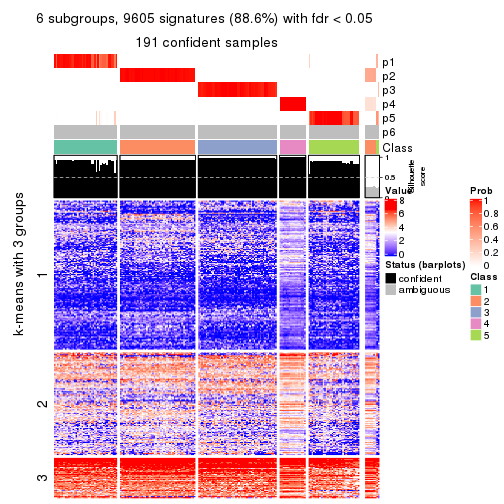 6 subgroups, 9605 signatures (88.6%) with fdr < 0.05
191 confident samples
p1
p2
p3
p4
p5
p6
Class
1
0.5
0
Silhouette
score
k-means with 3 groups
1
2
3
Value
8
6
4
2
0
Status (barplots)
confident
ambiguous
Prob
1
0.8
0.6
0.4
0.2
0
Class
1
2
3
4
5